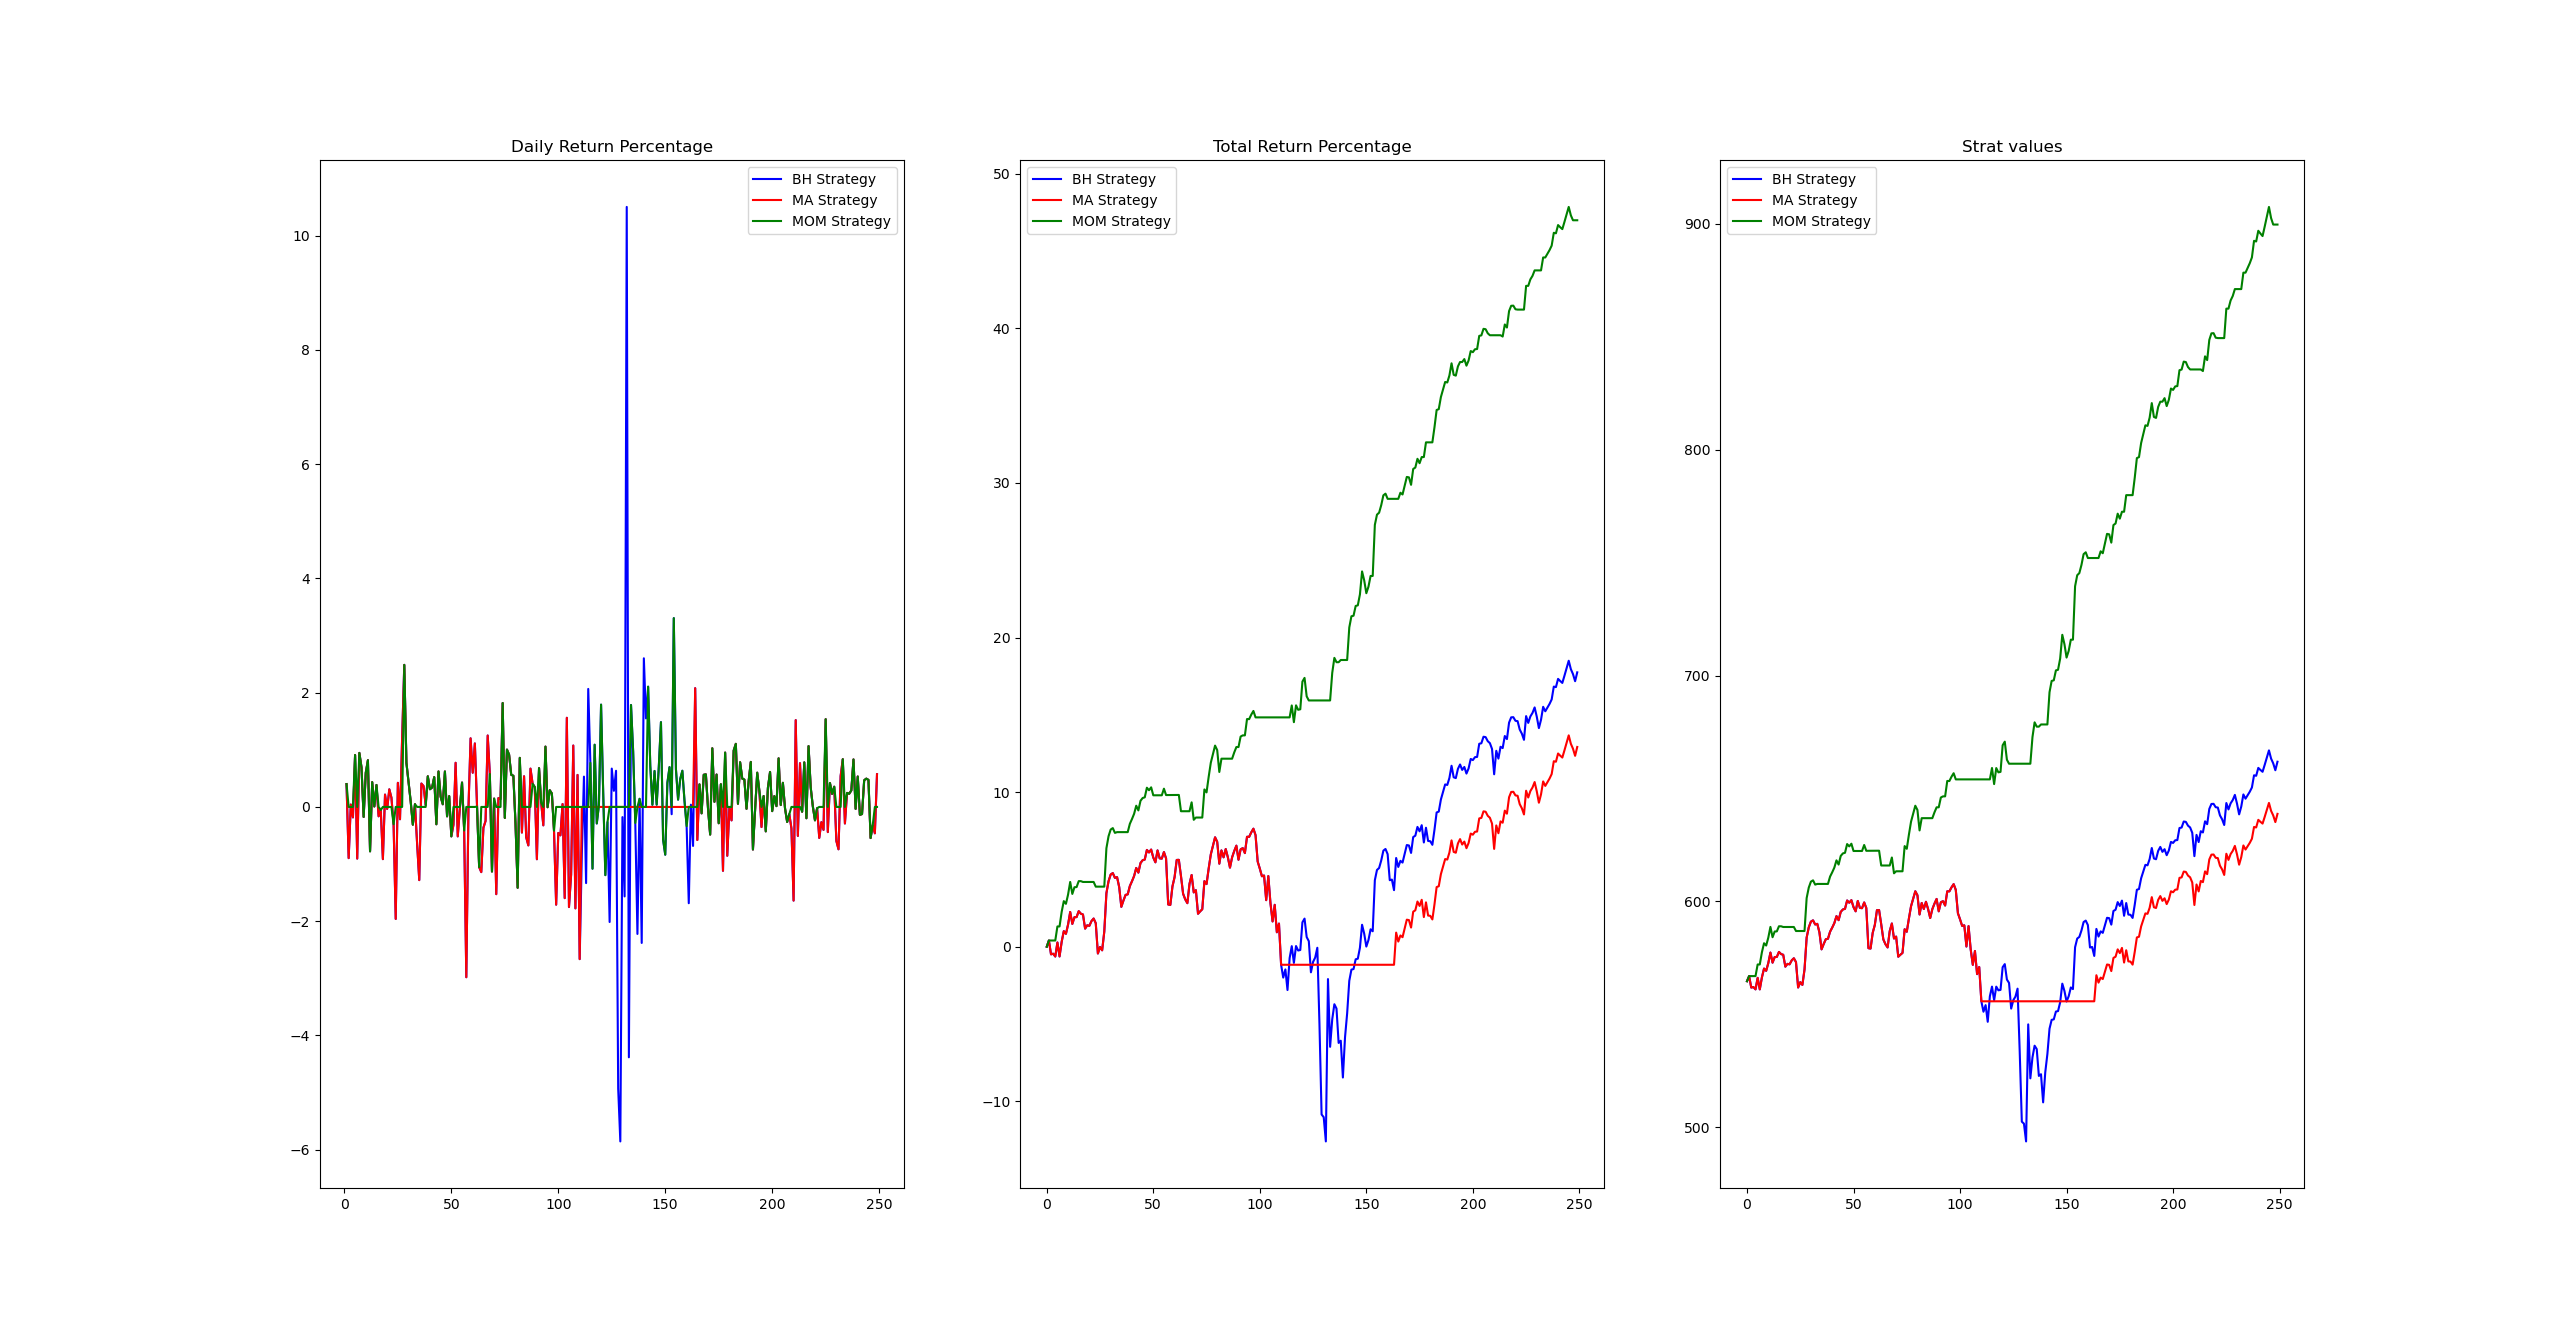 Daily Return Percentage
BH Strategy
MA Strategy
MOM Strategy
10
8
6
4
2
0
−2
−4
−6
0 50 100 150 200 250
Total Return Percentage
BH Strategy
MA Strategy
MOM Strategy
50
40
30
20
10
0
−10
0 50 100 150 200 250
Strat values
BH Strategy
MA Strategy
MOM Strategy
900
800
700
600
500
0 50 100 150 200 250